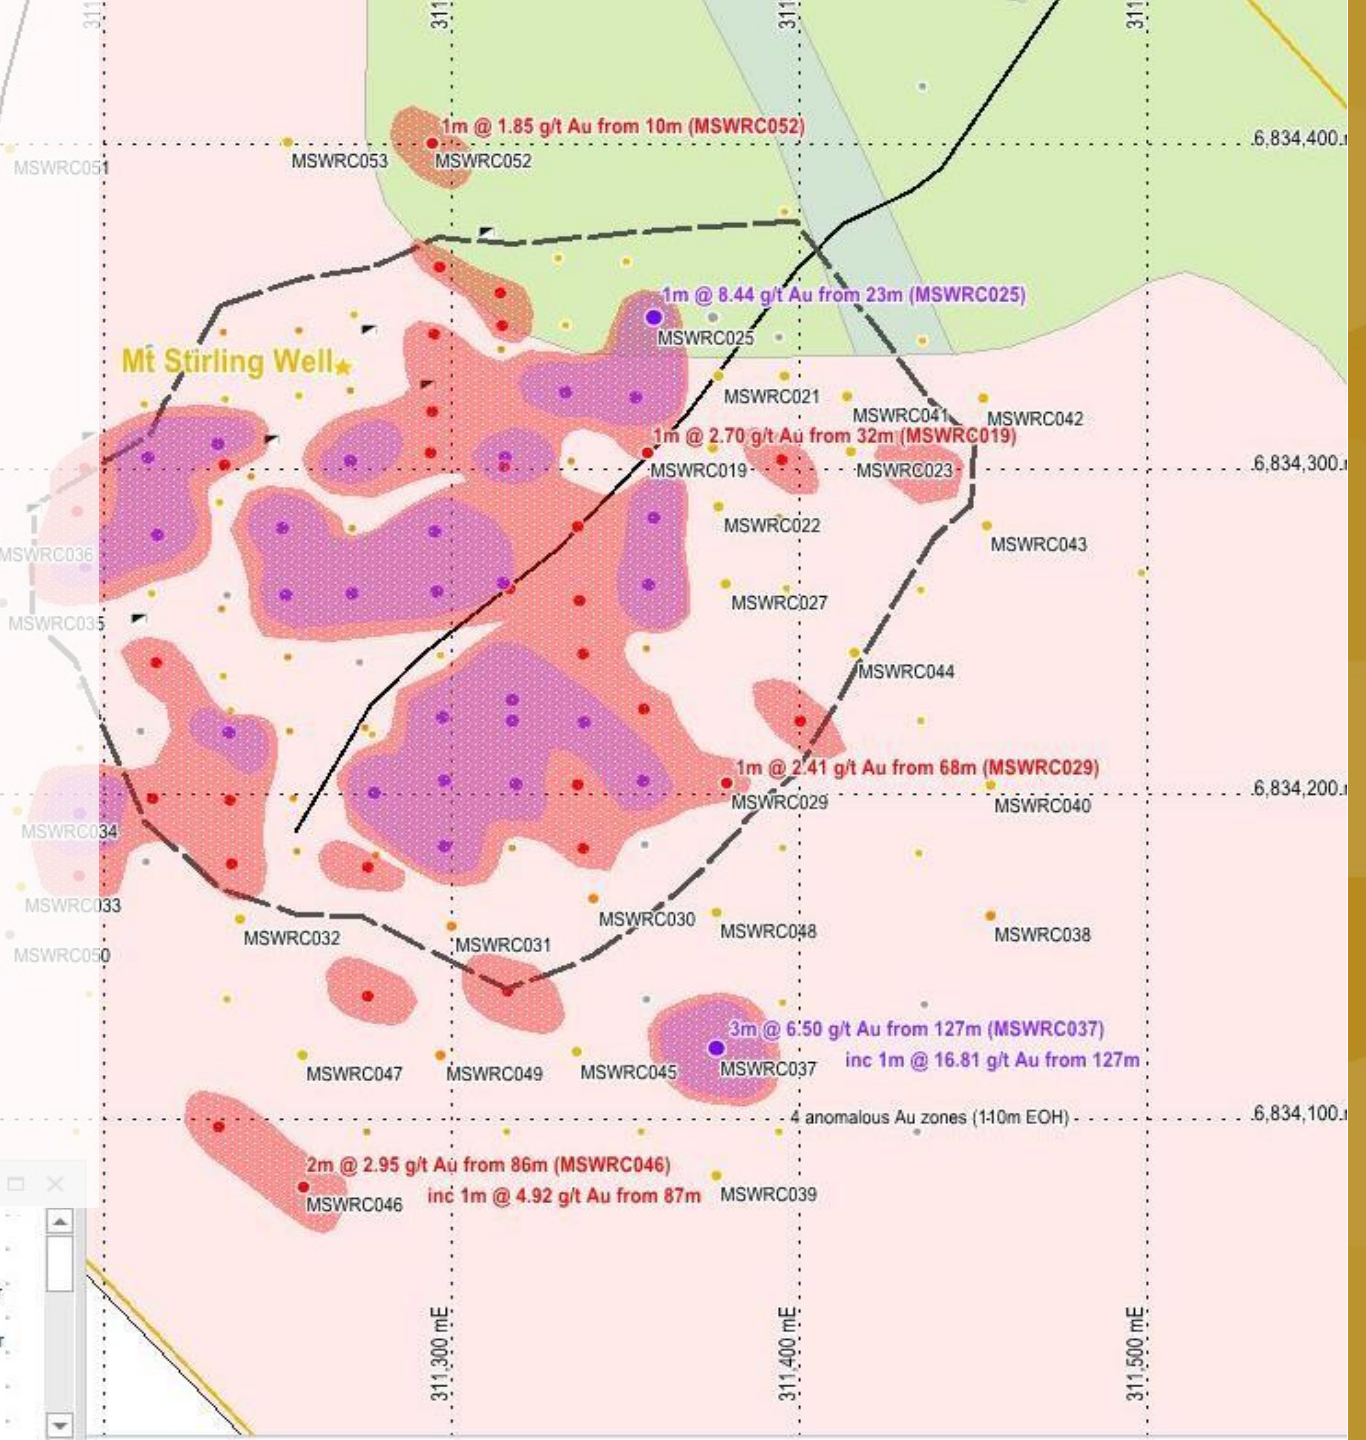 311
311
311
311
1m @ 1.85 g/t Au from 10m (MSWRC052)
6,834,400.
MSWRC053
MSWRC052
MSWRC051
1m @ 8.44 g/t Au from 23m (MSWRC025)
MSWRC025
Mt Stirling Well
MSWRC021
MSWRC041
MSWRC042
1m @ 2.70 g/t Au from 32m (MSWRC019)
MSWRC019
MSWRC023
6,834,300.
MSWRC022
MSWRC043
MSWRC036
MSWRC027
MSWRC035
MSWRC044
1m @ 2.41 g/t Au from 68m (MSWRC029)
6,834,200.
MSWRC029
MSWRC040
MSWRC034
MSWRC033
MSWRC030
MSWRC048
MSWRC038
MSWRC032
MSWRC031
MSWRC050
3m @ 6.50 g/t Au from 127m (MSWRC037)
inc 1m @ 16.81 g/t Au from 127m
MSWRC047
MSWRC049
MSWRC045
MSWRC037
4 anomalous Au zones (110m EOH)
6,834,100.
2m @ 2.95 g/t Au from 86m (MSWRC046)
inc 1m @ 4.92 g/t Au from 87m
MSWRC046
MSWRC039
311,300 mE
311,400 mE
311,500 mE